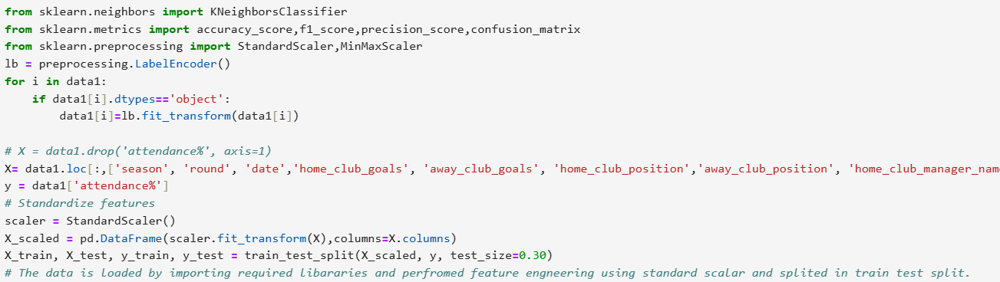 from sklearn.neighbors import KNeighborsClassifier
from sklearn.metrics import accuracy_score,f1_score,precision_score,confusion_matrix
from sklearn.preprocessing import StandardScaler,MinMaxScaler
lb = preprocessing.LabelEncoder()
for i in data1:
    if data1[i].dtypes=='object':
        data1[i]=lb.fit_transform(data1[i])

# X = data1.drop('attendance%', axis=1)
X= data1.loc[:,['season', 'round', 'date','home_club_goals', 'away_club_goals', 'home_club_position','away_club_position', 'home_club_manager_nam
y = data1['attendance%']
# Standardize features
scaler = StandardScaler()
X_scaled = pd.DataFrame(scaler.fit_transform(X),columns=X.columns)
X_train, X_test, y_train, y_test = train_test_split(X_scaled, y, test_size=0.30)
# The data is loaded by importing required libararies and perfromed feature engneering using standard scalar and splited in train test split.